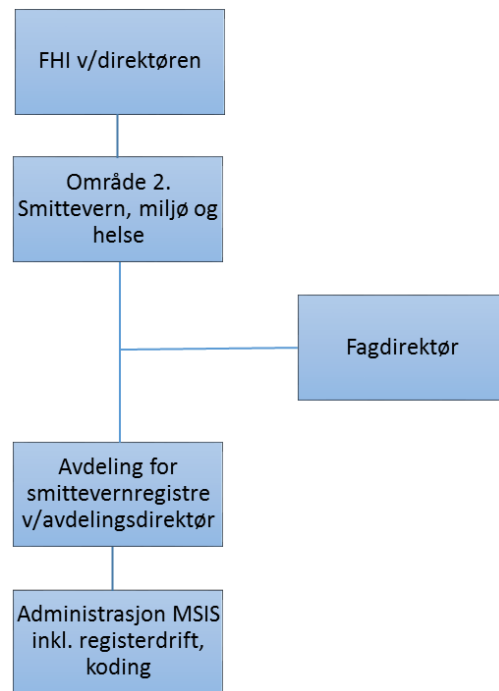 FHI v/direktøren
Område 2.
Smittevern, miljø og
helse
Fagdirektør
Avdeling for
smittevernregistre
v/avdelingsdirektør
Administrasjon MSIS
inkl. registerdrift,
koding